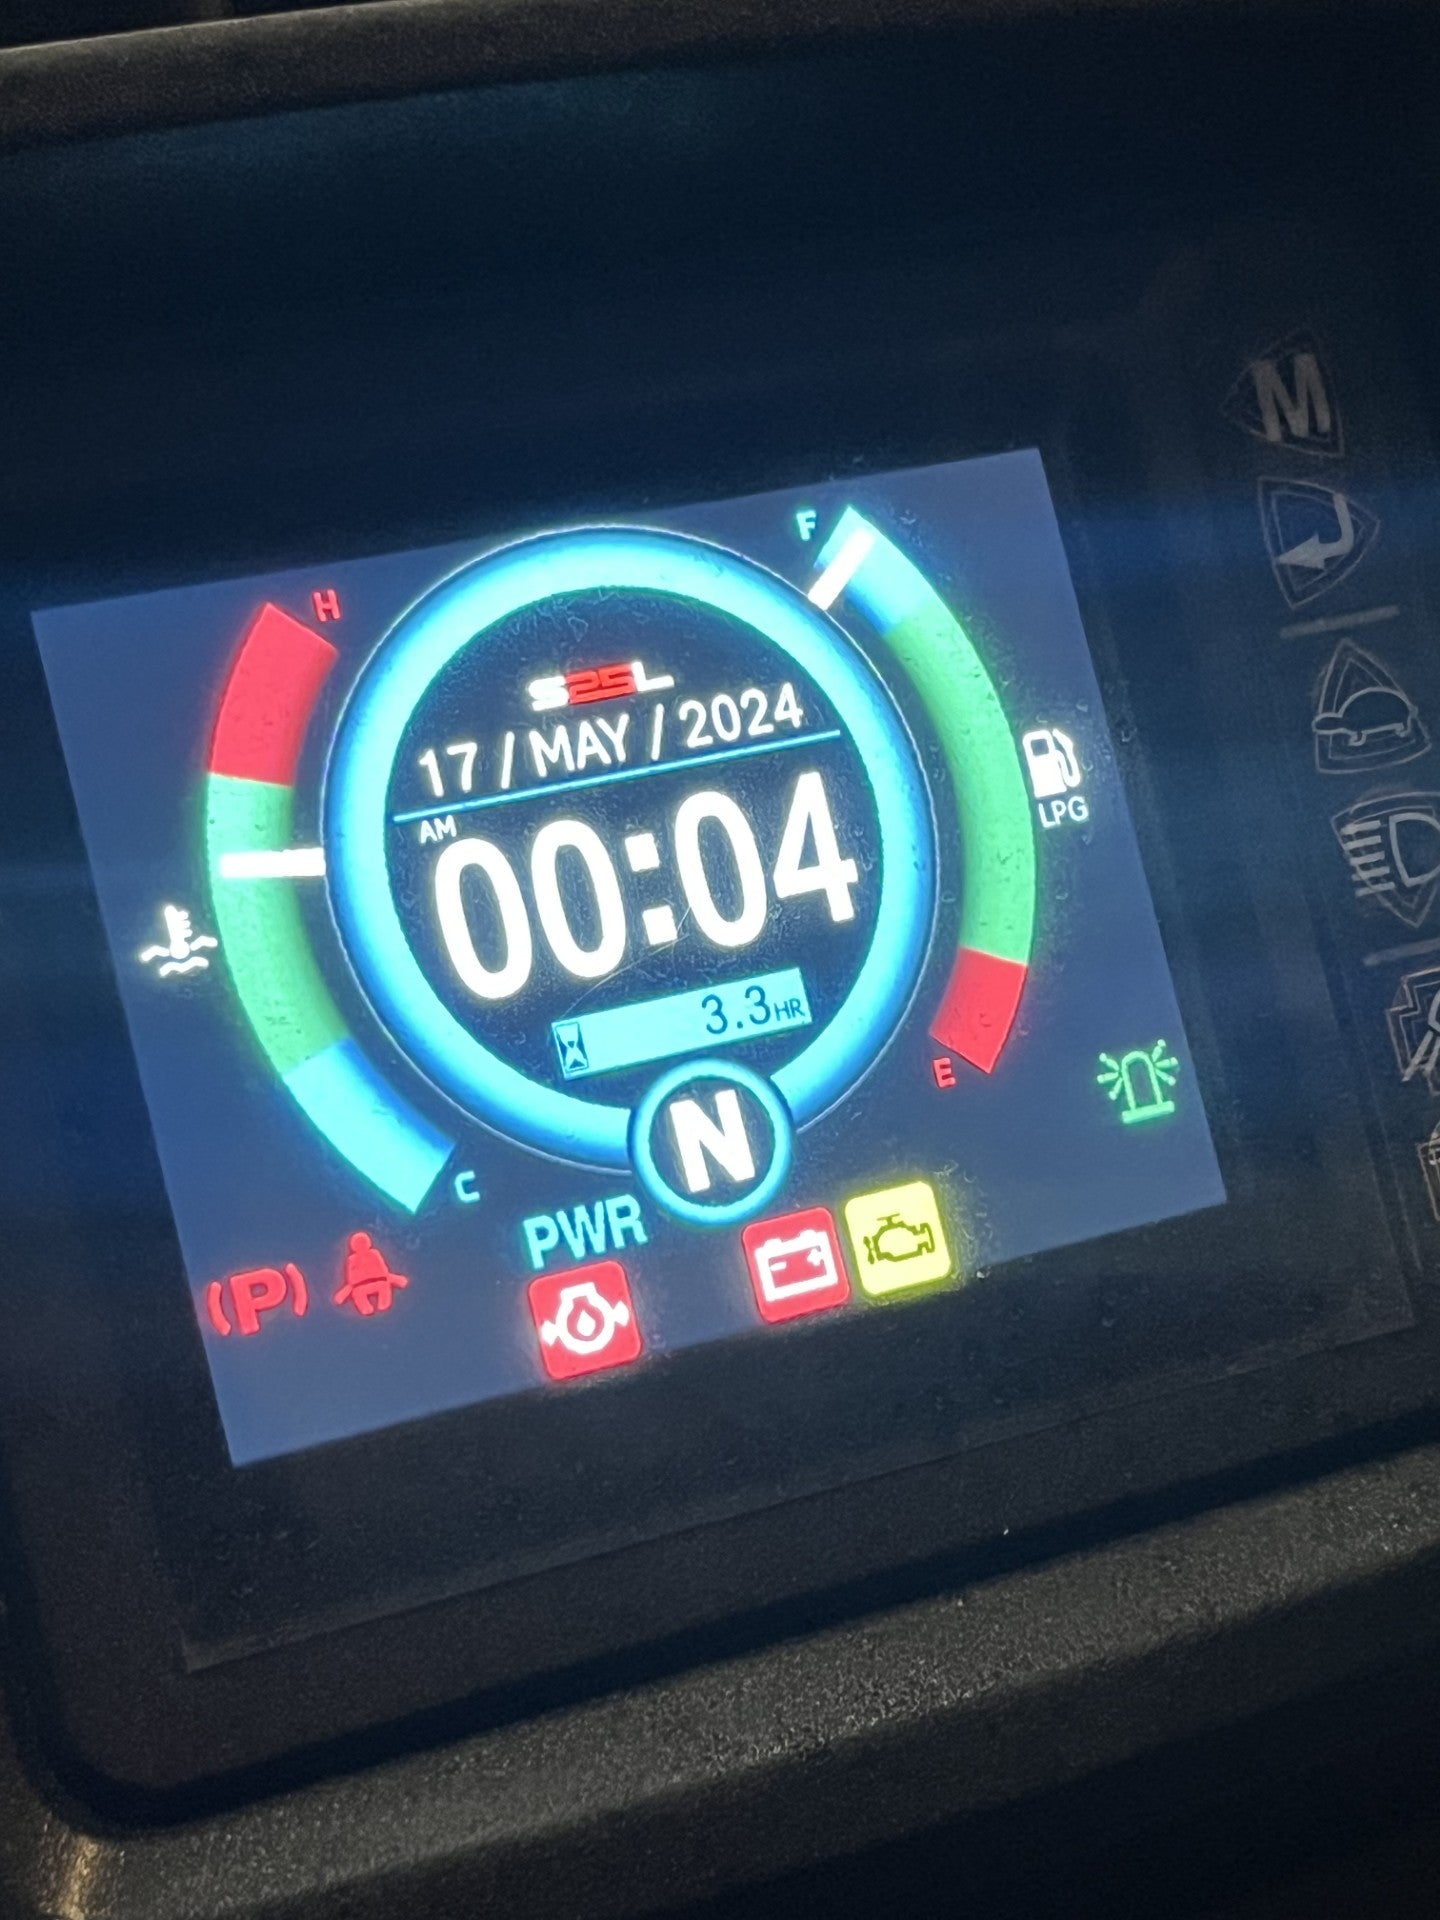 M
F
H
S25L
17 / MAY / 2024
AM
00:04
LPG
3.3HR
E
N
C
PWR
(P)